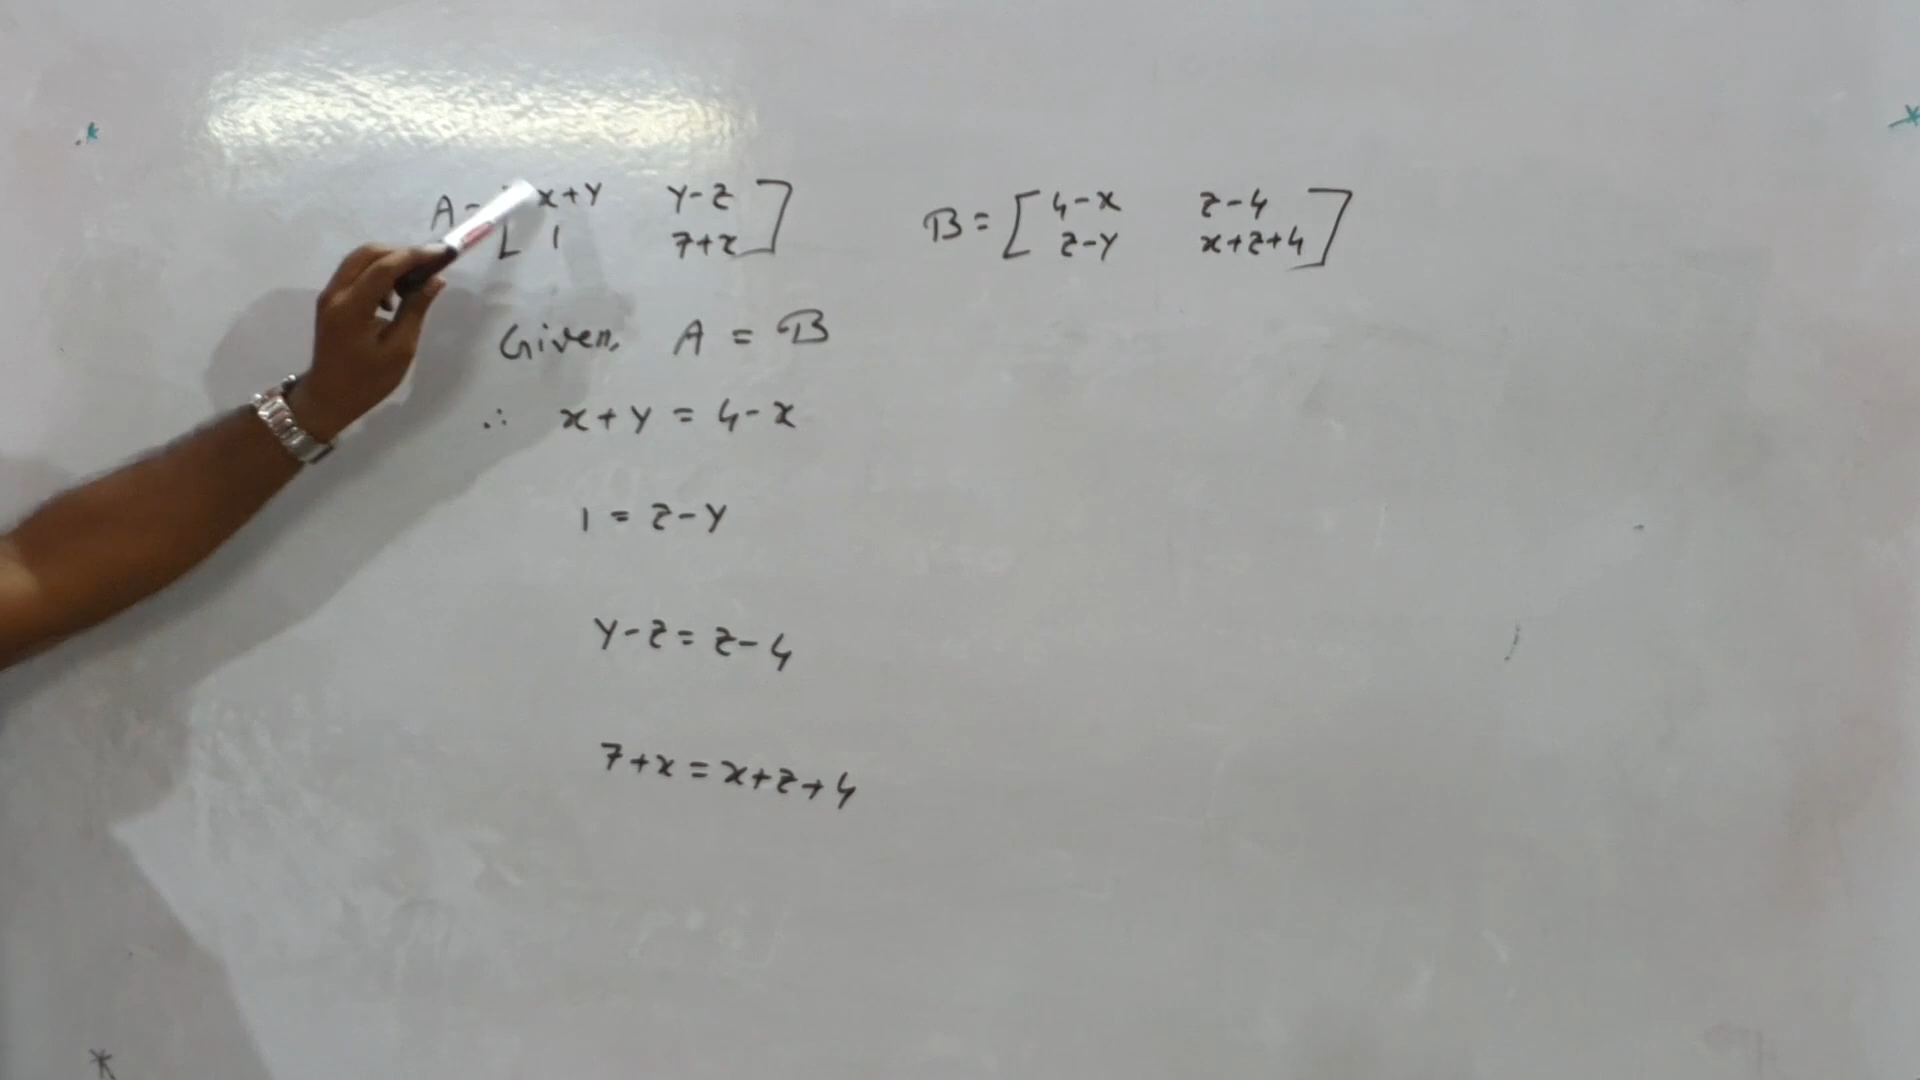 A = [ x+y y-z ] B = [ 4-x z-4 ]
[ 1 7+x ] [ z-y x+z+4 ]
Given, A = B
∴ x+y = 4-x
1 = z-y
y-z = z-4
7+x = x+z+4